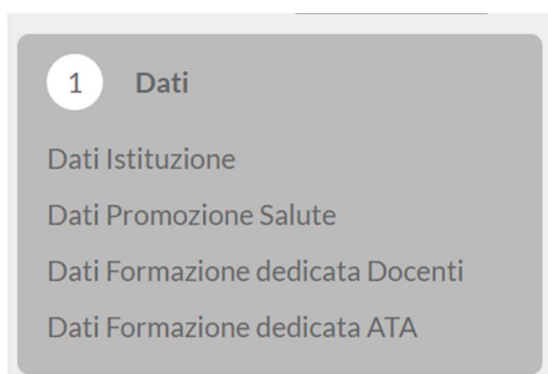 1 Dati
Dati Istituzione
Dati Promozione Salute
Dati Formazione dedicata Docenti
Dati Formazione dedicata ATA